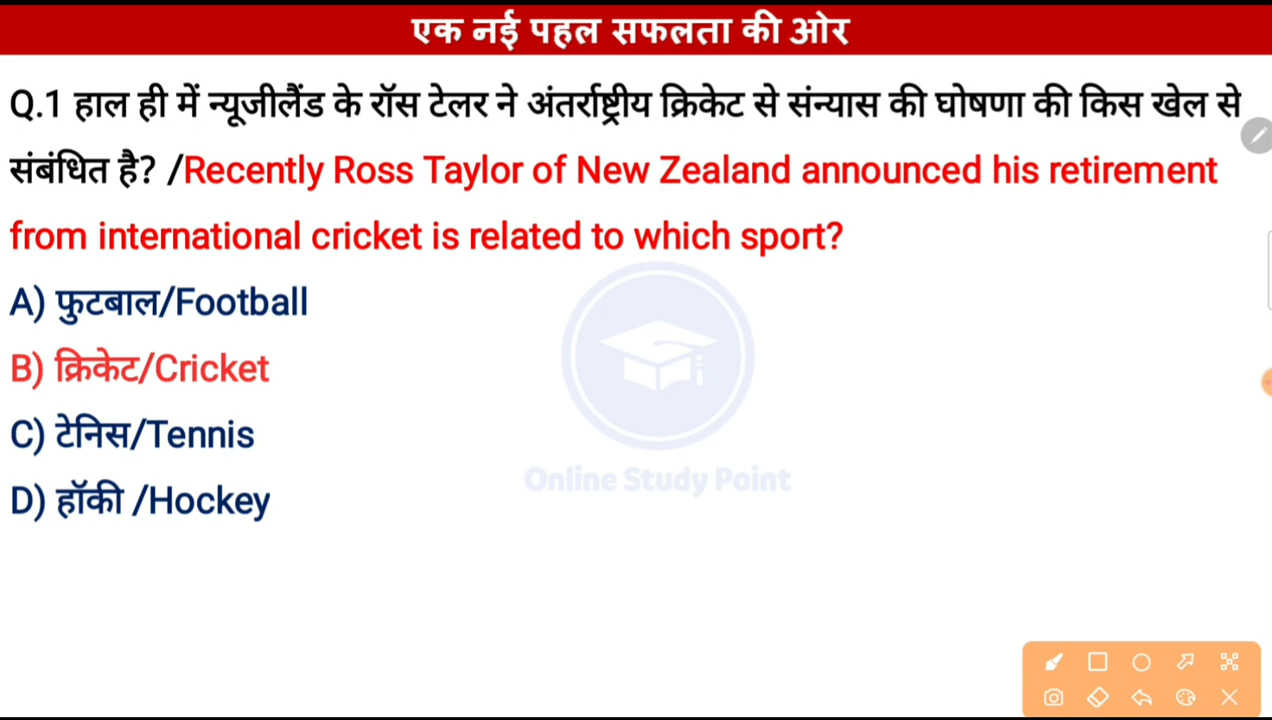 एक नई पहल सफलता की ओर
Q.1 हाल ही में न्यूजीलैंड के रॉस टेलर ने अंतर्राष्ट्रीय क्रिकेट से संन्यास की घोषणा की किस खेल से
संबंधित है? /Recently Ross Taylor of New Zealand announced his retirement
from international cricket is related to which sport?
A) फुटबाल/Football
B) क्रिकेट/Cricket
C) टेनिस/Tennis
D) हॉकी /Hockey
Online Study Point